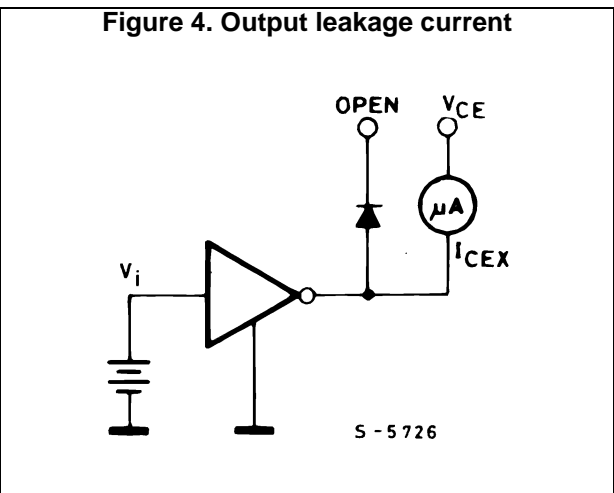 Figure 4. Output leakage current
OPEN
VCE
μA
ICEX
Vi
S-5726